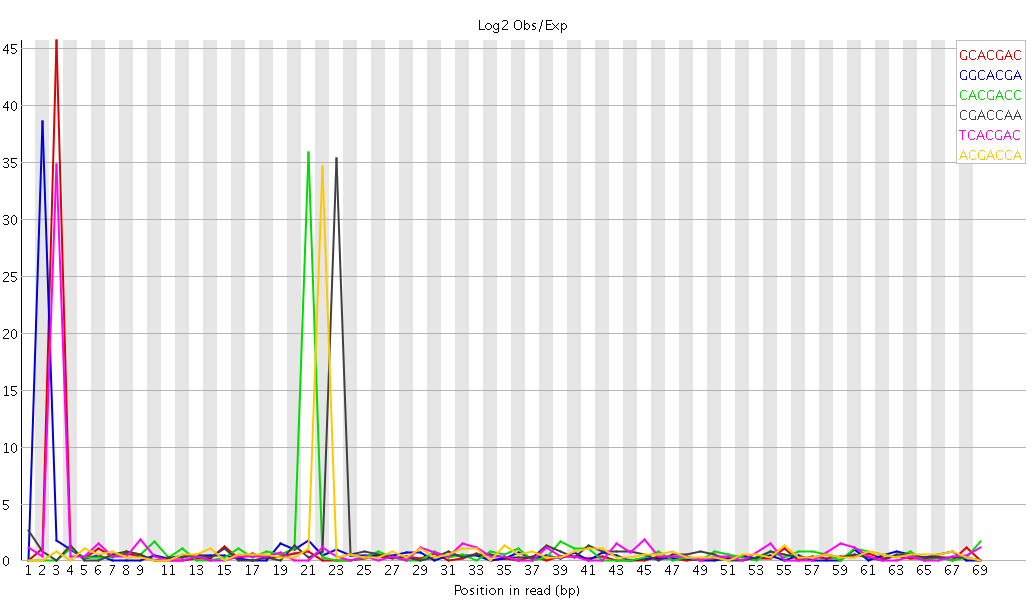 Log2 Obs/Exp
45
40
35
30
25
20
15
10
5
0
GCACGAC
GGCACGA
CACGACC
CGACCAA
TCACGAC
ACGACCA
1 2 3 4 5 6 7 8 9 11 13 15 17 19 21 23 25 27 29 31 33 35 37 39 41 43 45 47 49 51 53 55 57 59 61 63 65 67 69
Position in read (bp)